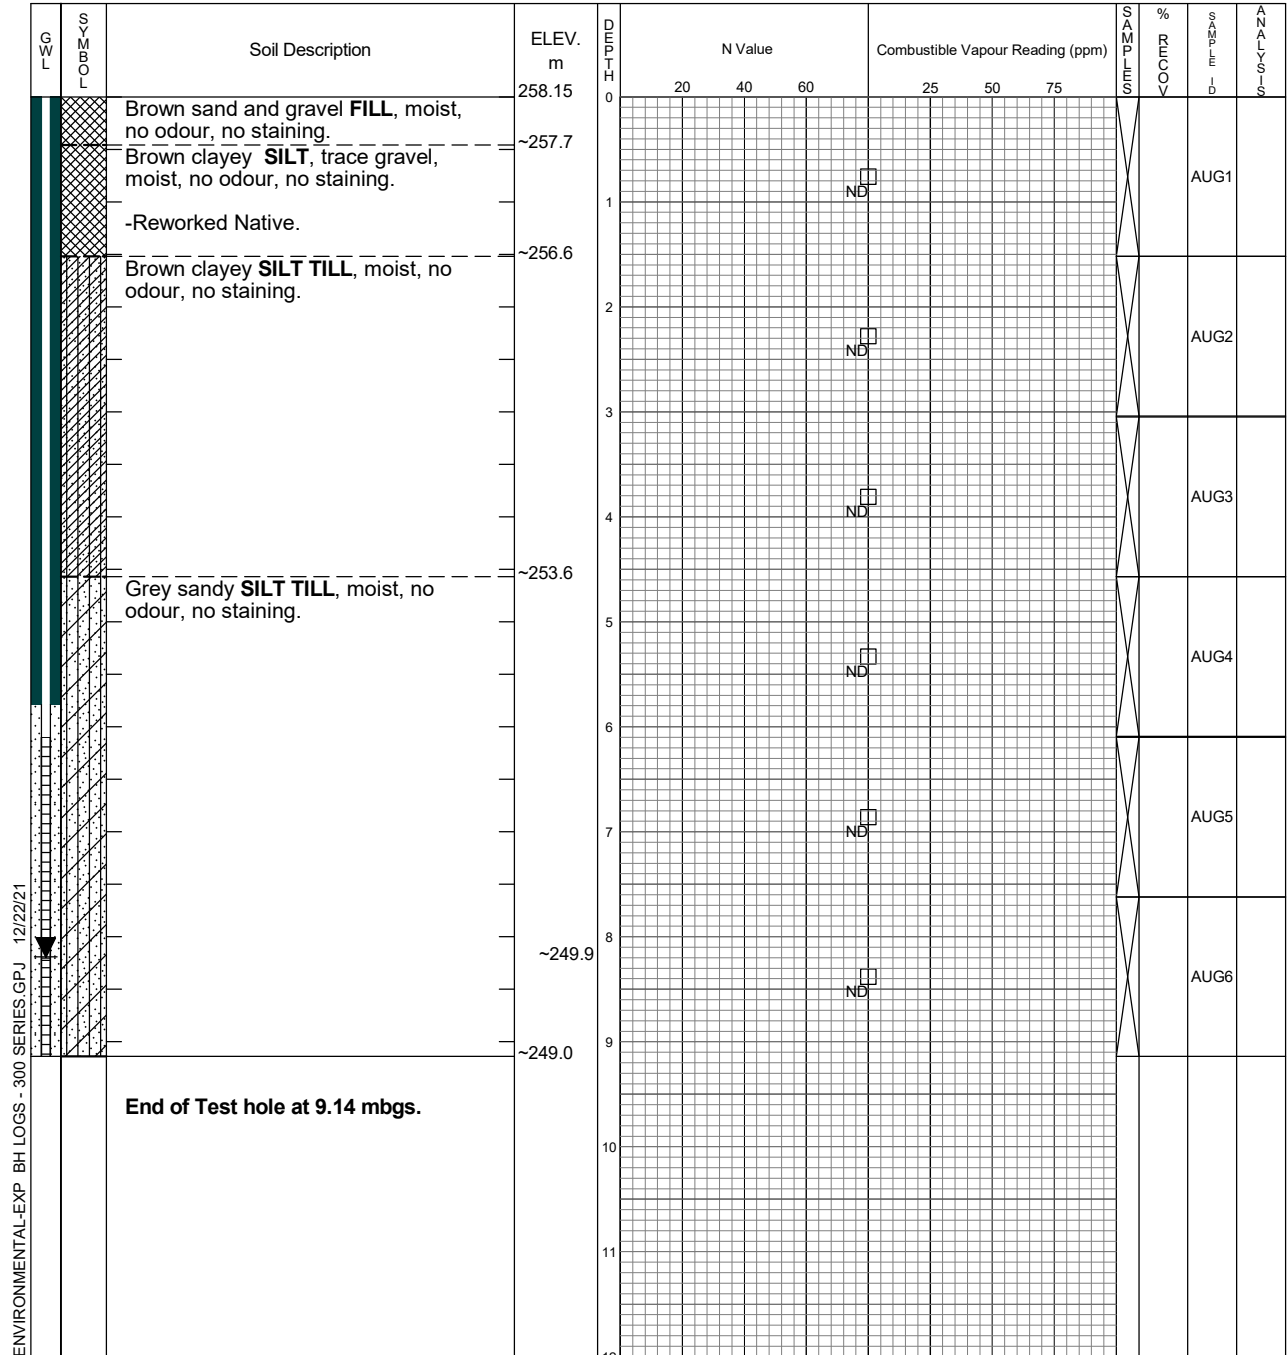 GWL
SYMBOL
Soil Description
ELEV.
m
DEPTH
N Value
Combustible Vapour Reading (ppm)
SAMPLES
% RECOV
SAMPLE ID
ANALYSIS
20 40 60 25 50 75
258.15
0
Brown sand and gravel FILL, moist,
no odour, no staining.
~257.7
Brown clayey SILT, trace gravel,
moist, no odour, no staining.
ND
AUG1
1
-Reworked Native.
~256.6
Brown clayey SILT TILL, moist, no
odour, no staining.
2
ND
AUG2
3
ND
AUG3
4
~253.6
Grey sandy SILT TILL, moist, no
odour, no staining.
5
ND
AUG4
6
ND
AUG5
7
8
~249.9
ND
AUG6
9
~249.0
End of Test hole at 9.14 mbgs.
10
11
ENVIRONMENTAL-EXP BH LOGS - 300 SERIES.GPJ 12/22/21